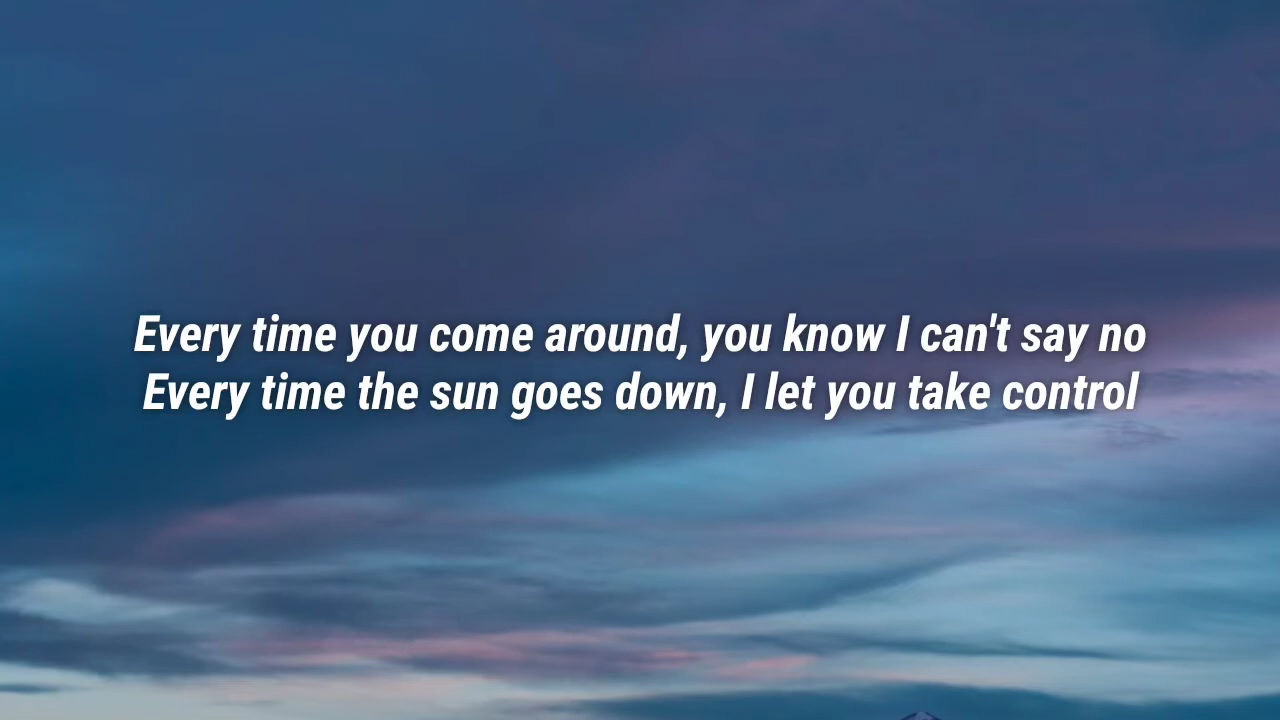 Every time you come around, you know I can't say no
Every time the sun goes down, I let you take control